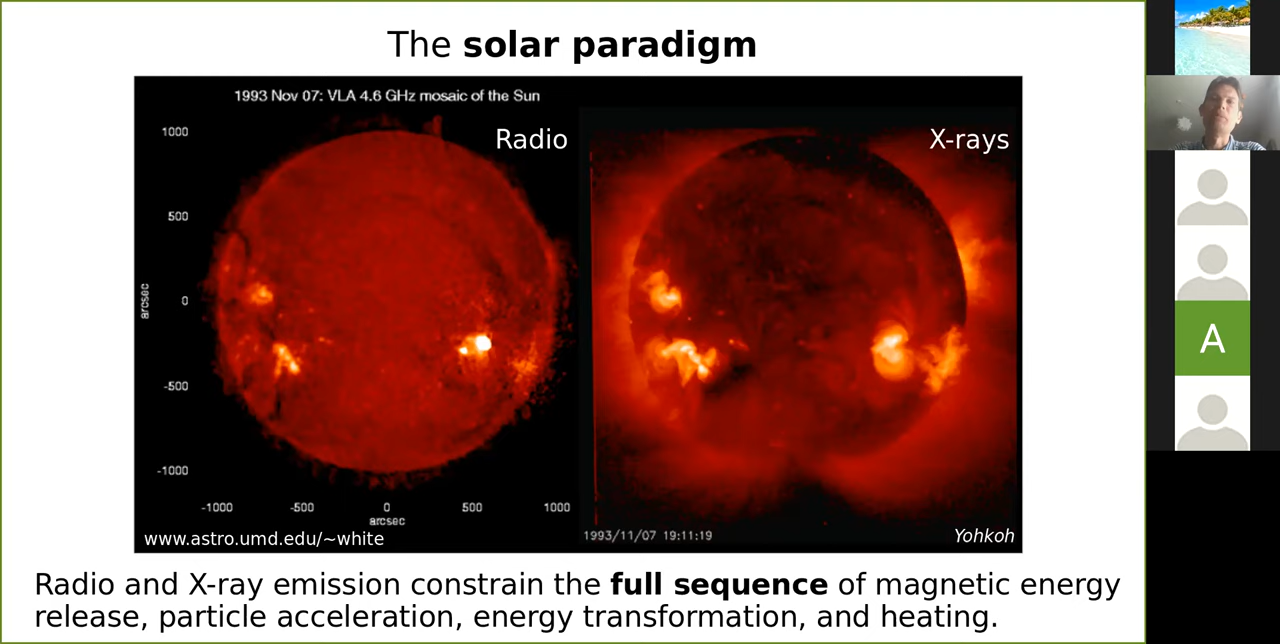 The solar paradigm
1993 Nov 07: VLA 4.6 GHz mosaic of the Sun
Radio
X-rays
1000
500
0
-500
-1000
arcsec
-1000
-500
0
500
1000
arcsec
www.astro.umd.edu/~white
1993/11/07 19:11:19
Yohkoh
Radio and X-ray emission constrain the full sequence of magnetic energy
release, particle acceleration, energy transformation, and heating.
A